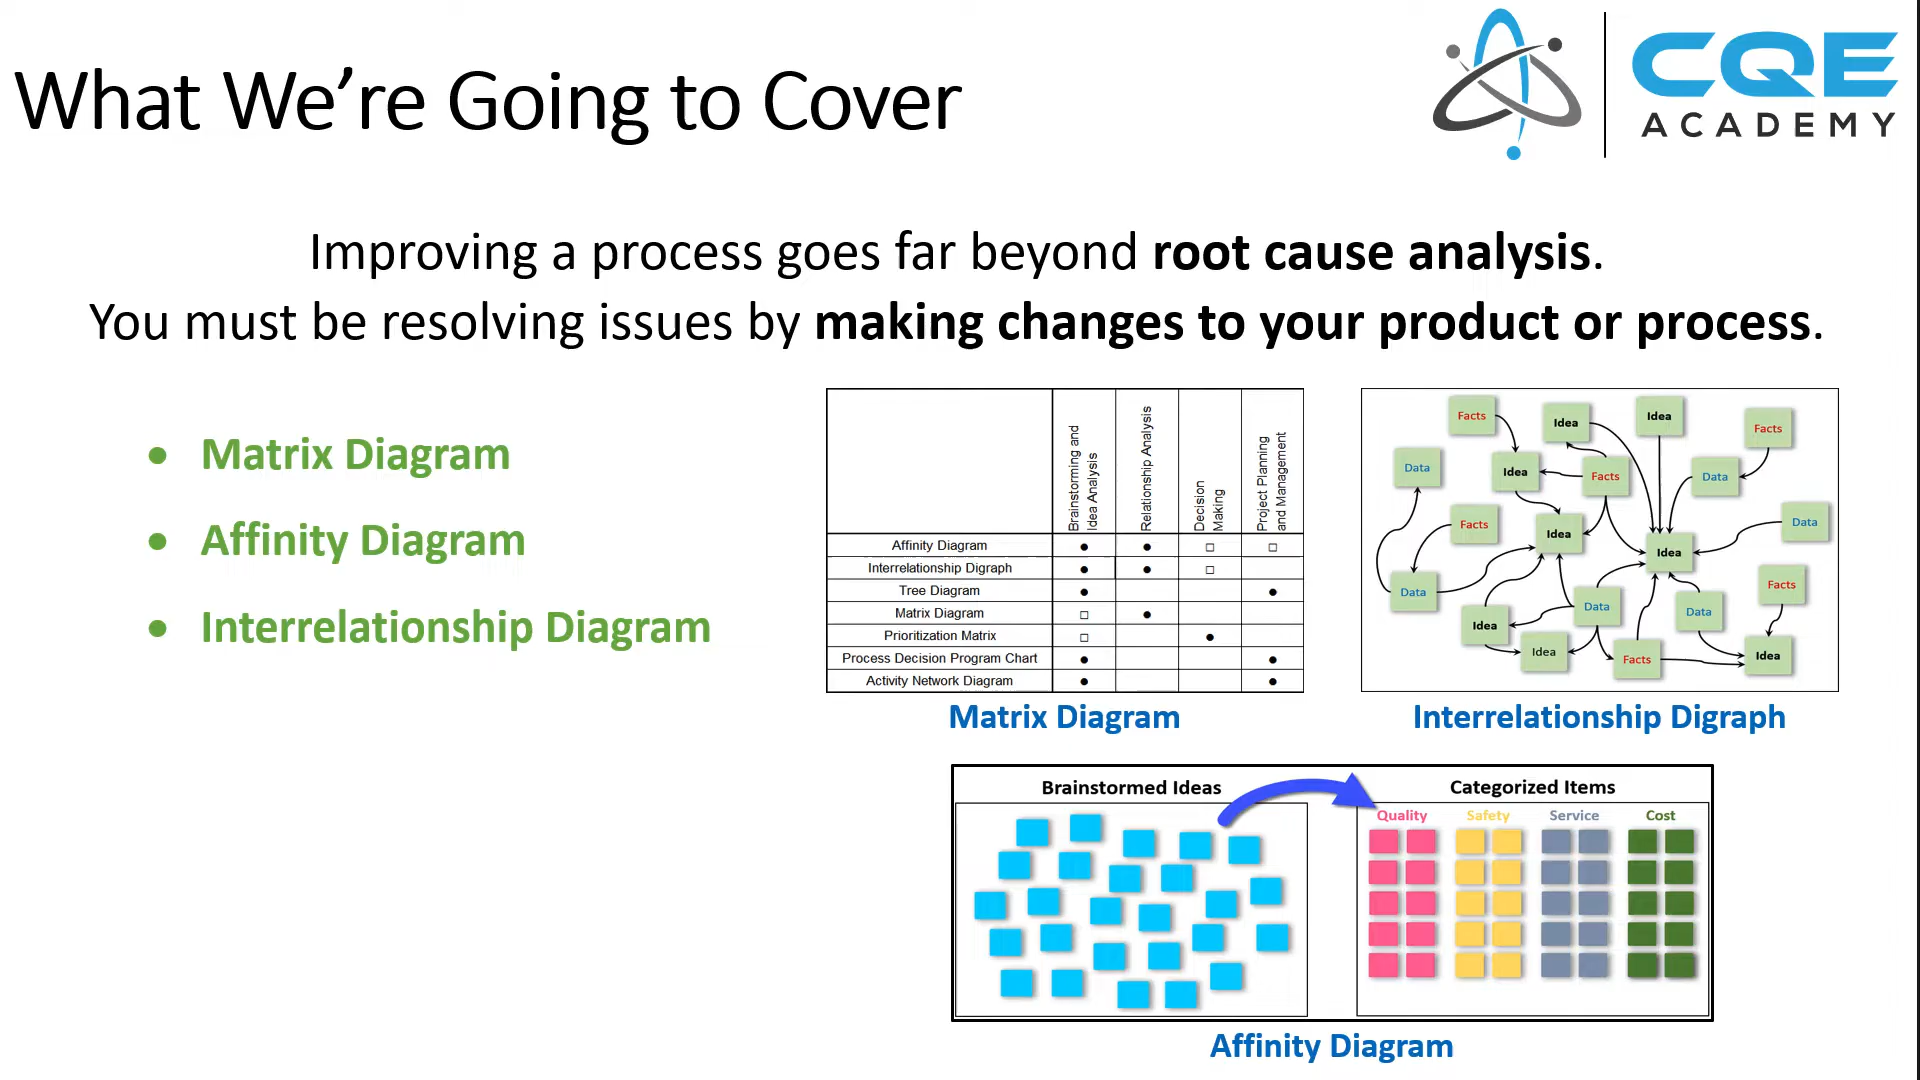 What We’re Going to Cover
CQE
ACADEMY
Improving a process goes far beyond root cause analysis.
You must be resolving issues by making changes to your product or process.
• Matrix Diagram
• Affinity Diagram
• Interrelationship Diagram
Brainstorming and
Idea Analysis
Relationship Analysis
Decision
Making
Project Planning
and Management
Affinity Diagram ● ● □ □
Interrelationship Digraph ● ● □
Tree Diagram ● ●
Matrix Diagram □ ●
Prioritization Matrix □ ●
Process Decision Program Chart ● ●
Activity Network Diagram ● ●
Matrix Diagram
Facts
Idea
Idea
Facts
Data
Idea
Facts
Data
Facts
Idea
Data
Idea
Data
Data
Facts
Data
Idea
Idea
Facts
Data
Idea
Interrelationship Digraph
Brainstormed Ideas
Categorized Items
Quality Safety Service Cost
Affinity Diagram